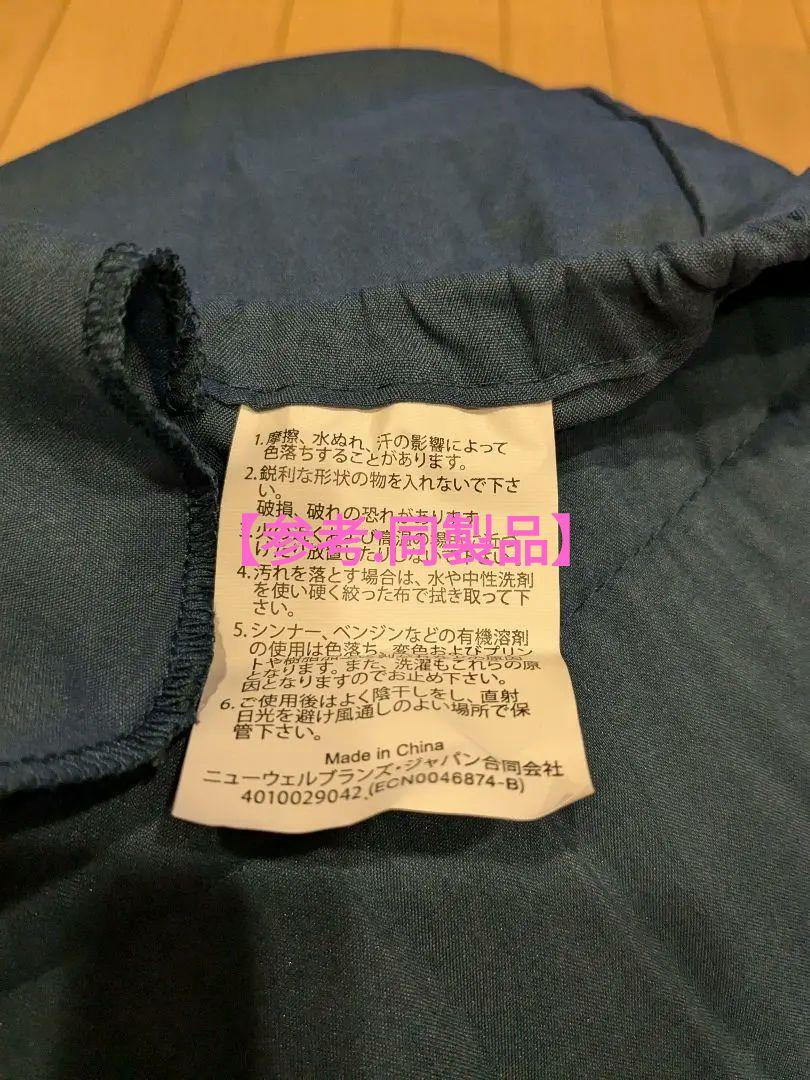 1.摩擦、水ぬれ、汗の影響によって
色落ちすることがあります。
2.鋭利な形状の物を入れないで下さ
い。
破損、破れの恐れがあります
【参考:同製品】
4.汚れを落とす場合は、水や中性洗剤
を使い硬く絞った布で拭き取って下
さい。
5.シンナー、ベンジンなどの有機溶剤
の使用は色落ち、変色およびプリン
トや
となります。また、洗濯もこれらの原
因となりますのでお止め下さい。
6.ご使用後はよく陰干しをし、直射
日光を避け風通しのよい場所で保
管下さい。
Made in China
ニューウェルブランズ・ジャパン合同会社
4010029042.(ECN0046874-B)